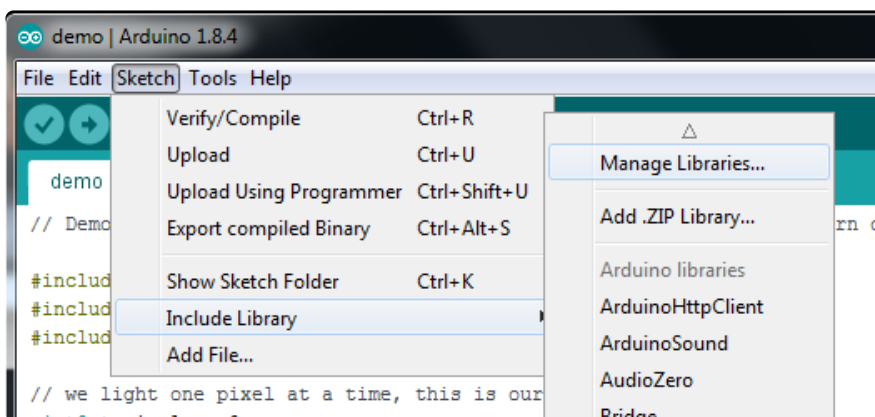 demo | Arduino 1.8.4
File Edit Sketch Tools Help
Verify/Compile Ctrl+R
Upload Ctrl+U
Upload Using Programmer Ctrl+Shift+U
Export compiled Binary Ctrl+Alt+S
Show Sketch Folder Ctrl+K
Include Library
Add File...
Manage Libraries...
Add .ZIP Library...
Arduino libraries
ArduinoHttpClient
ArduinoSound
AudioZero
Bridge
demo
// Demo
#includ
#includ
#includ
// we light one pixel at a time, this is our